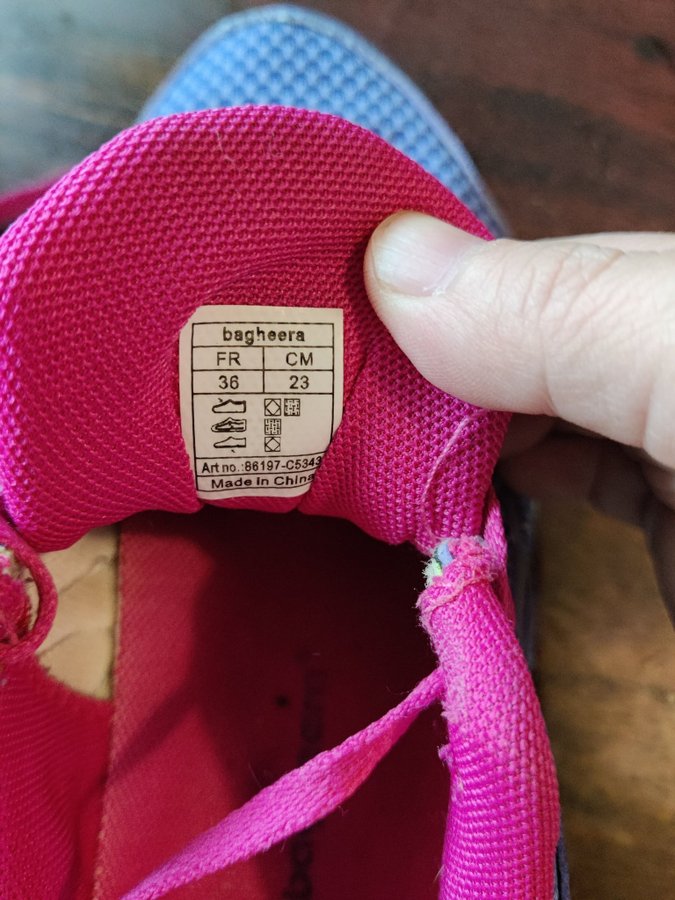 bagheera
FR CM
36 23
Art no.:86197-C5343
Made in China